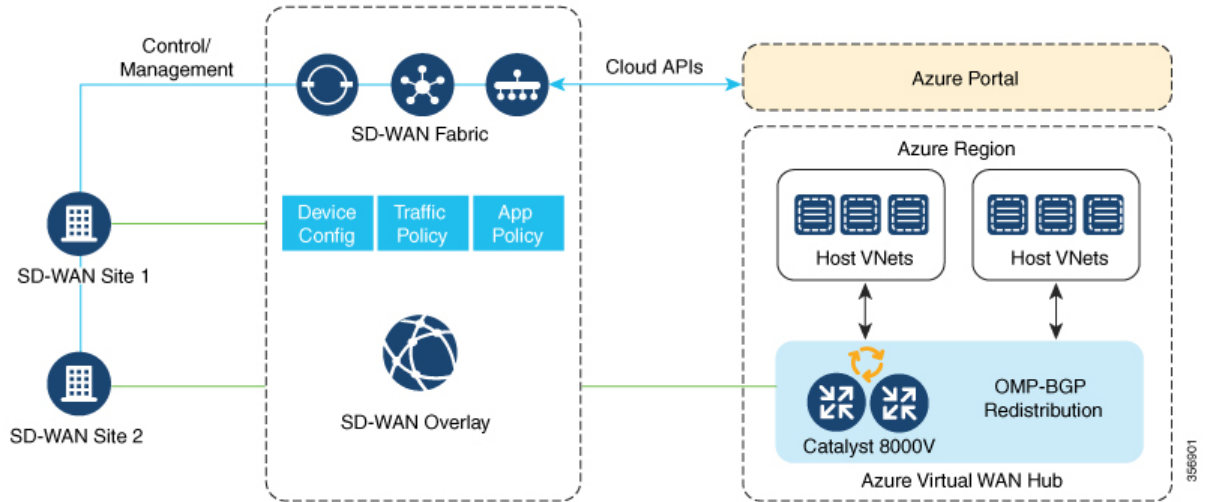 Control/
Management
SD-WAN Fabric
Cloud APIs
Azure Portal
Azure Region
Host VNets
Host VNets
Device
Config
Traffic
Policy
App
Policy
SD-WAN Site 1
SD-WAN Site 2
SD-WAN Overlay
Catalyst 8000V
OMP-BGP
Redistribution
Azure Virtual WAN Hub
356901